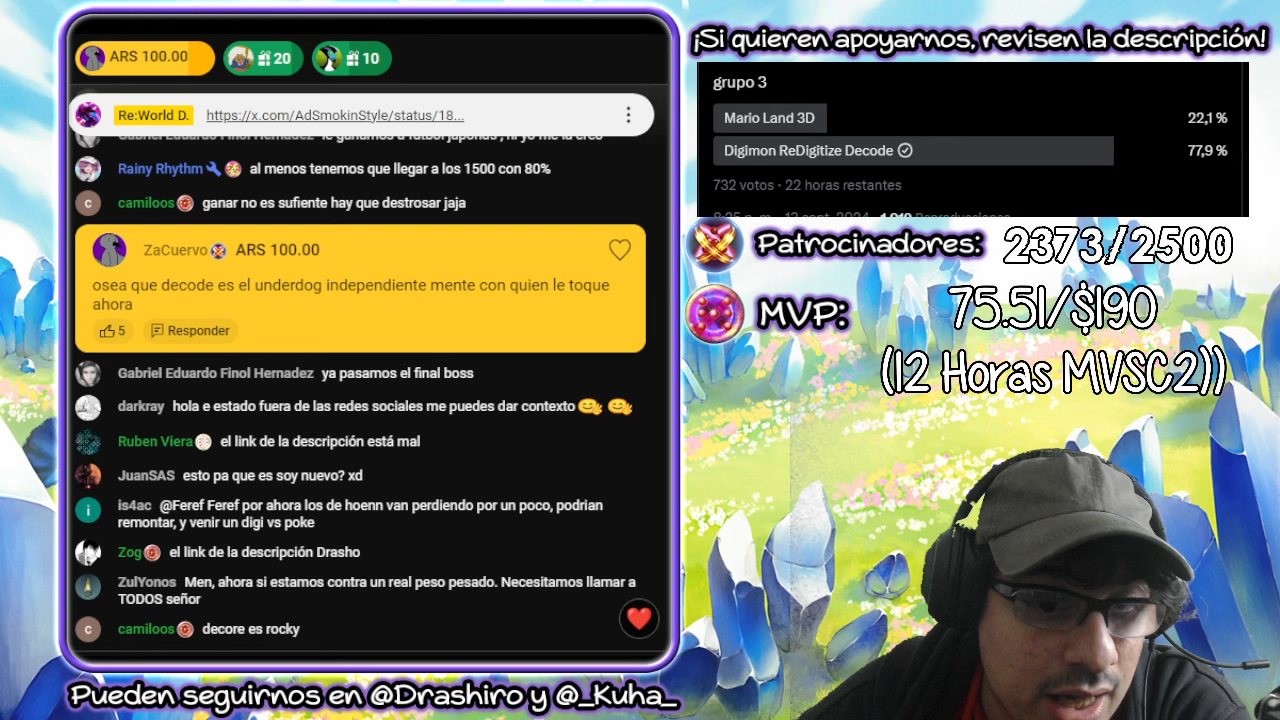 ARS 100.00
20
10
Re:World D. https://x.com/AdSmokinStyle/status/18...
Gabriel Eduardo Finol Hernadez le ganamos a futbol japonas , ni yo me la creo
Rainy Rhythm al menos tenemos que llegar a los 1500 con 80%
c camiloos ganar no es sufiente hay que destrosar jaja
ZaCuervo ARS 100.00
osea que decode es el underdog independiente mente con quien le toque
ahora
5 Responder
Gabriel Eduardo Finol Hernadez ya pasamos el final boss
darkray hola e estado fuera de las redes sociales me puedes dar contexto
Ruben Viera el link de la descripción está mal
JuanSAS esto pa que es soy nuevo? xd
i is4ac @Feref Feref por ahora los de hoenn van perdiendo por un poco, podrian
remontar, y venir un digi vs poke
Zog el link de la descripción Drasho
ZulYonos Men, ahora si estamos contra un real peso pesado. Necesitamos llamar a
TODOS señor
c camiloos decore es rocky
Pueden seguirnos en @Drashiro y @_Kuha_
¡Si quieren apoyarnos, revisen la descripción!
grupo 3
Mario Land 3D 22,1 %
Digimon ReDigitize Decode 77,9 %
732 votos · 22 horas restantes
Patrocinadores: 2373/2500
MVP: 75.51/$190
(12 Horas MVSC2))